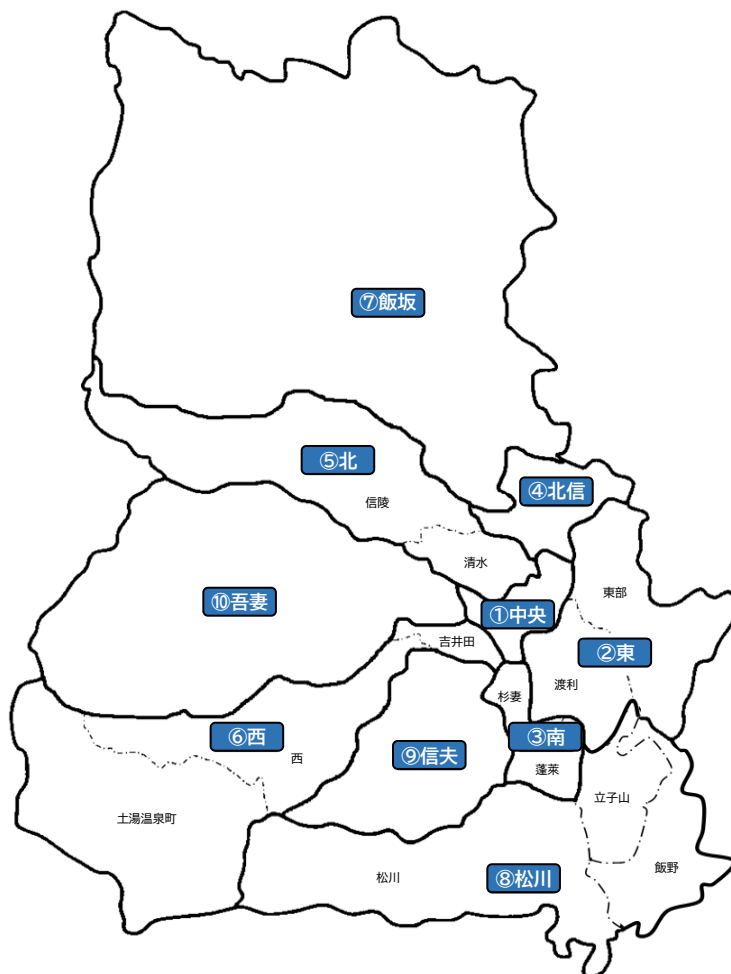 ⑦飯坂
⑤北
④北信
信陵
清水
東部
⑩吾妻
①中央
吉井田
②東
渡利
杉妻
⑥西
③南
西
⑨信夫
蓬莱
立子山
土湯温泉町
飯野
松川
⑧松川